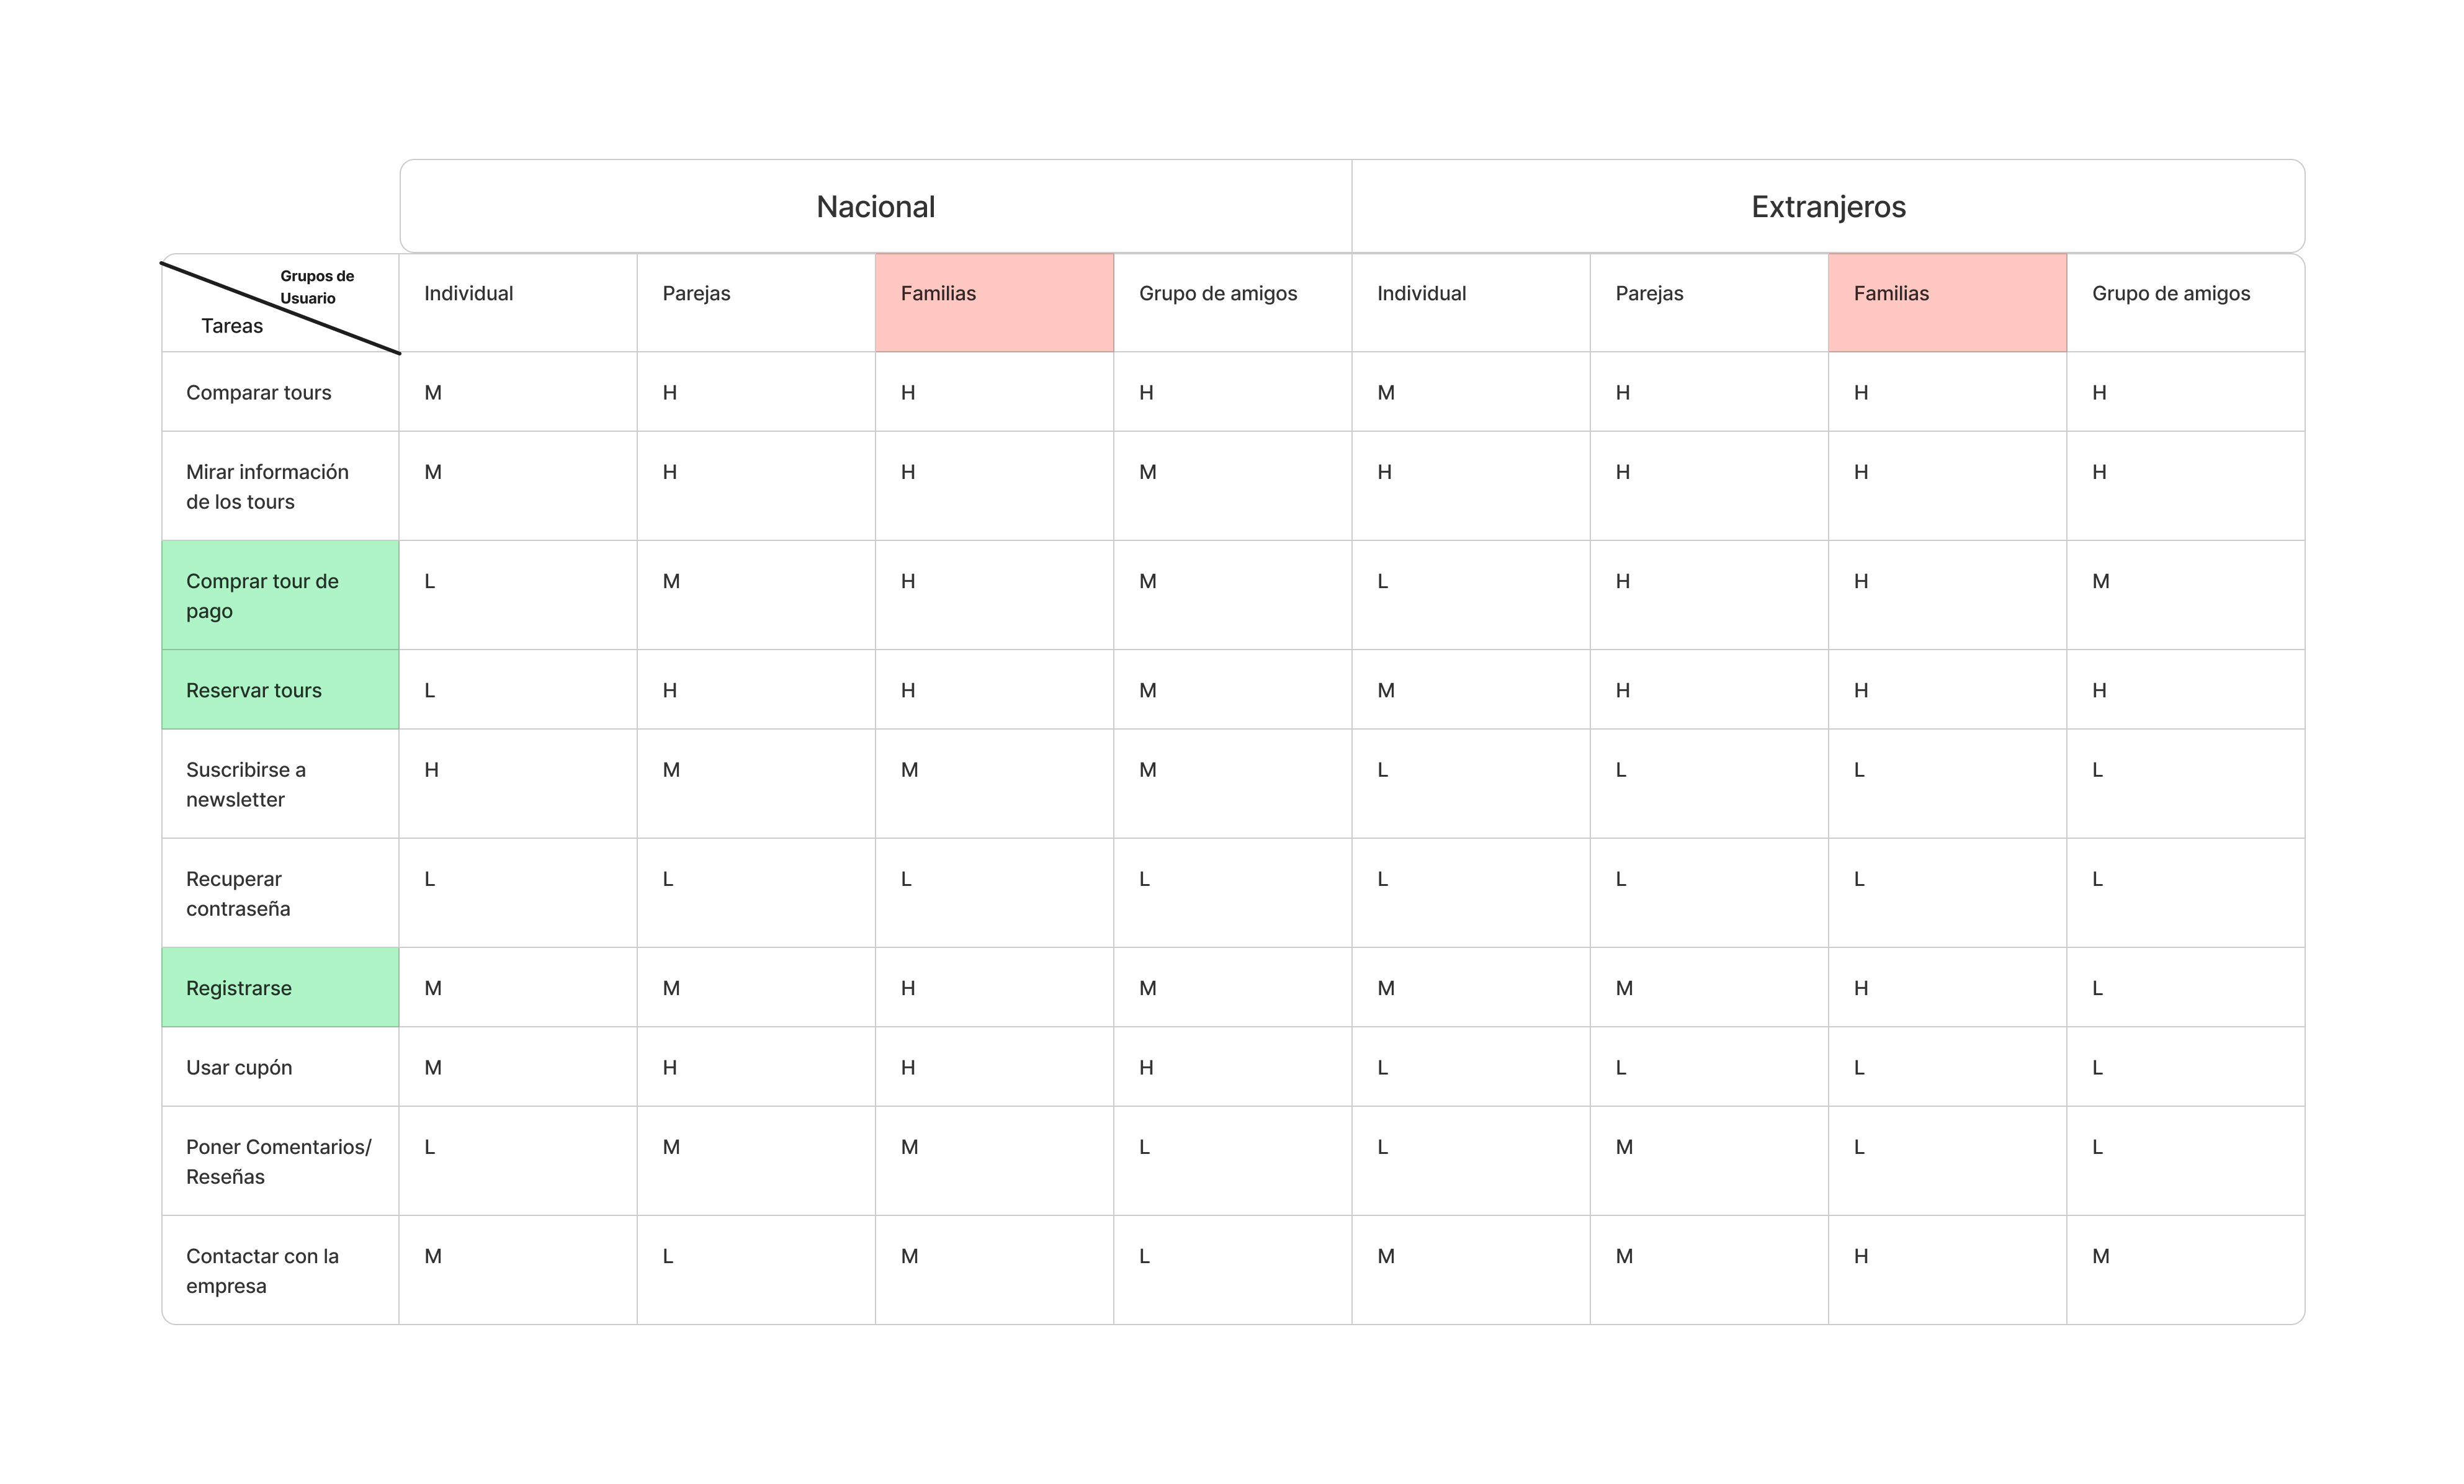 Nacional Extranjeros
Grupos de
Usuario
Tareas
Individual Parejas Familias Grupo de amigos Individual Parejas Familias Grupo de amigos
Comparar tours M H H H M H H H
Mirar información M H H M H H H H
de los tours
Comprar tour de L M H M L H H M
pago
Reservar tours L H H M M H H H
Suscribirse a H M M M L L L L
newsletter
Recuperar L L L L L L L L
contraseña
Registrarse M M H M M M H L
Usar cupón M H H H L L L L
Poner Comentarios/ L M M L L M L L
Reseñas
Contactar con la M L M L M M H M
empresa